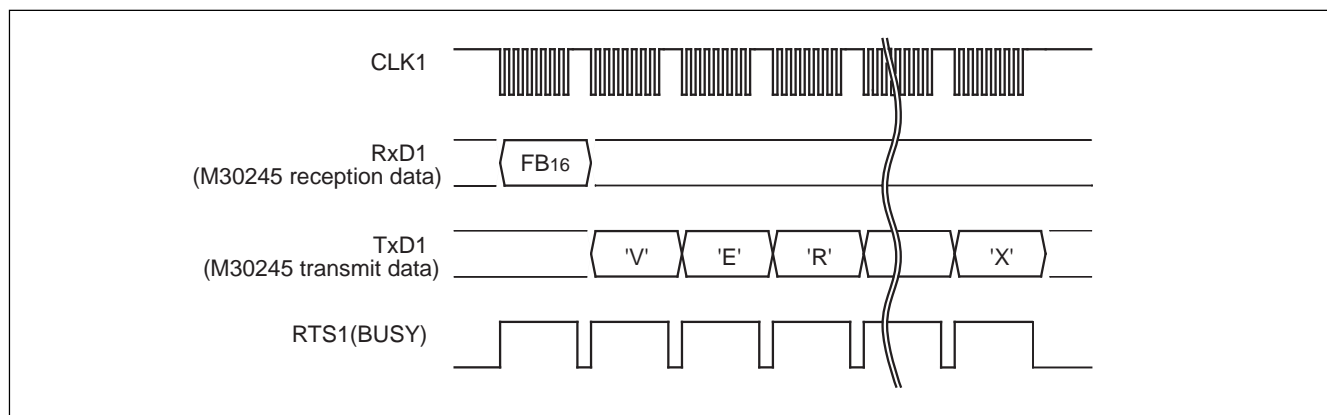 CLK1
RxD1
(M30245 reception data)
FB16
TxD1
(M30245 transmit data)
'V' 'E' 'R' 'X'
RTS1(BUSY)